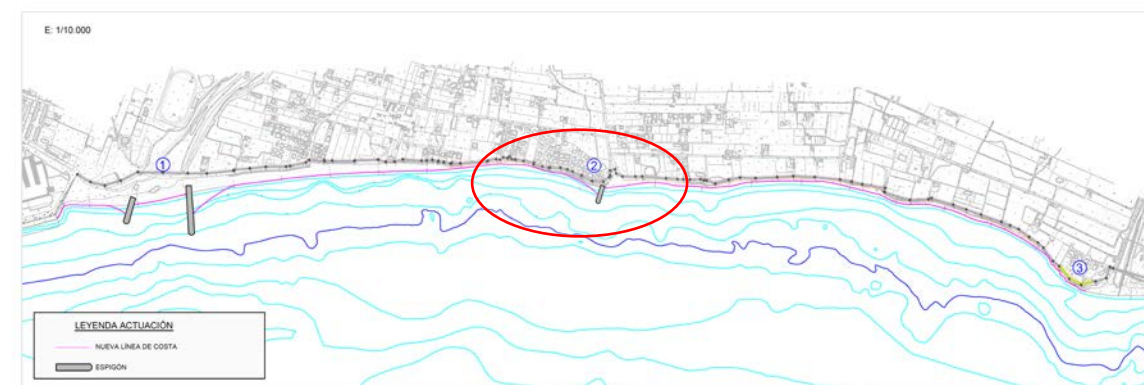 E: 1/10.000
1
2
3
LEYENDA ACTUACIÓN
NUEVA LÍNEA DE COSTA
ESPIGÓN